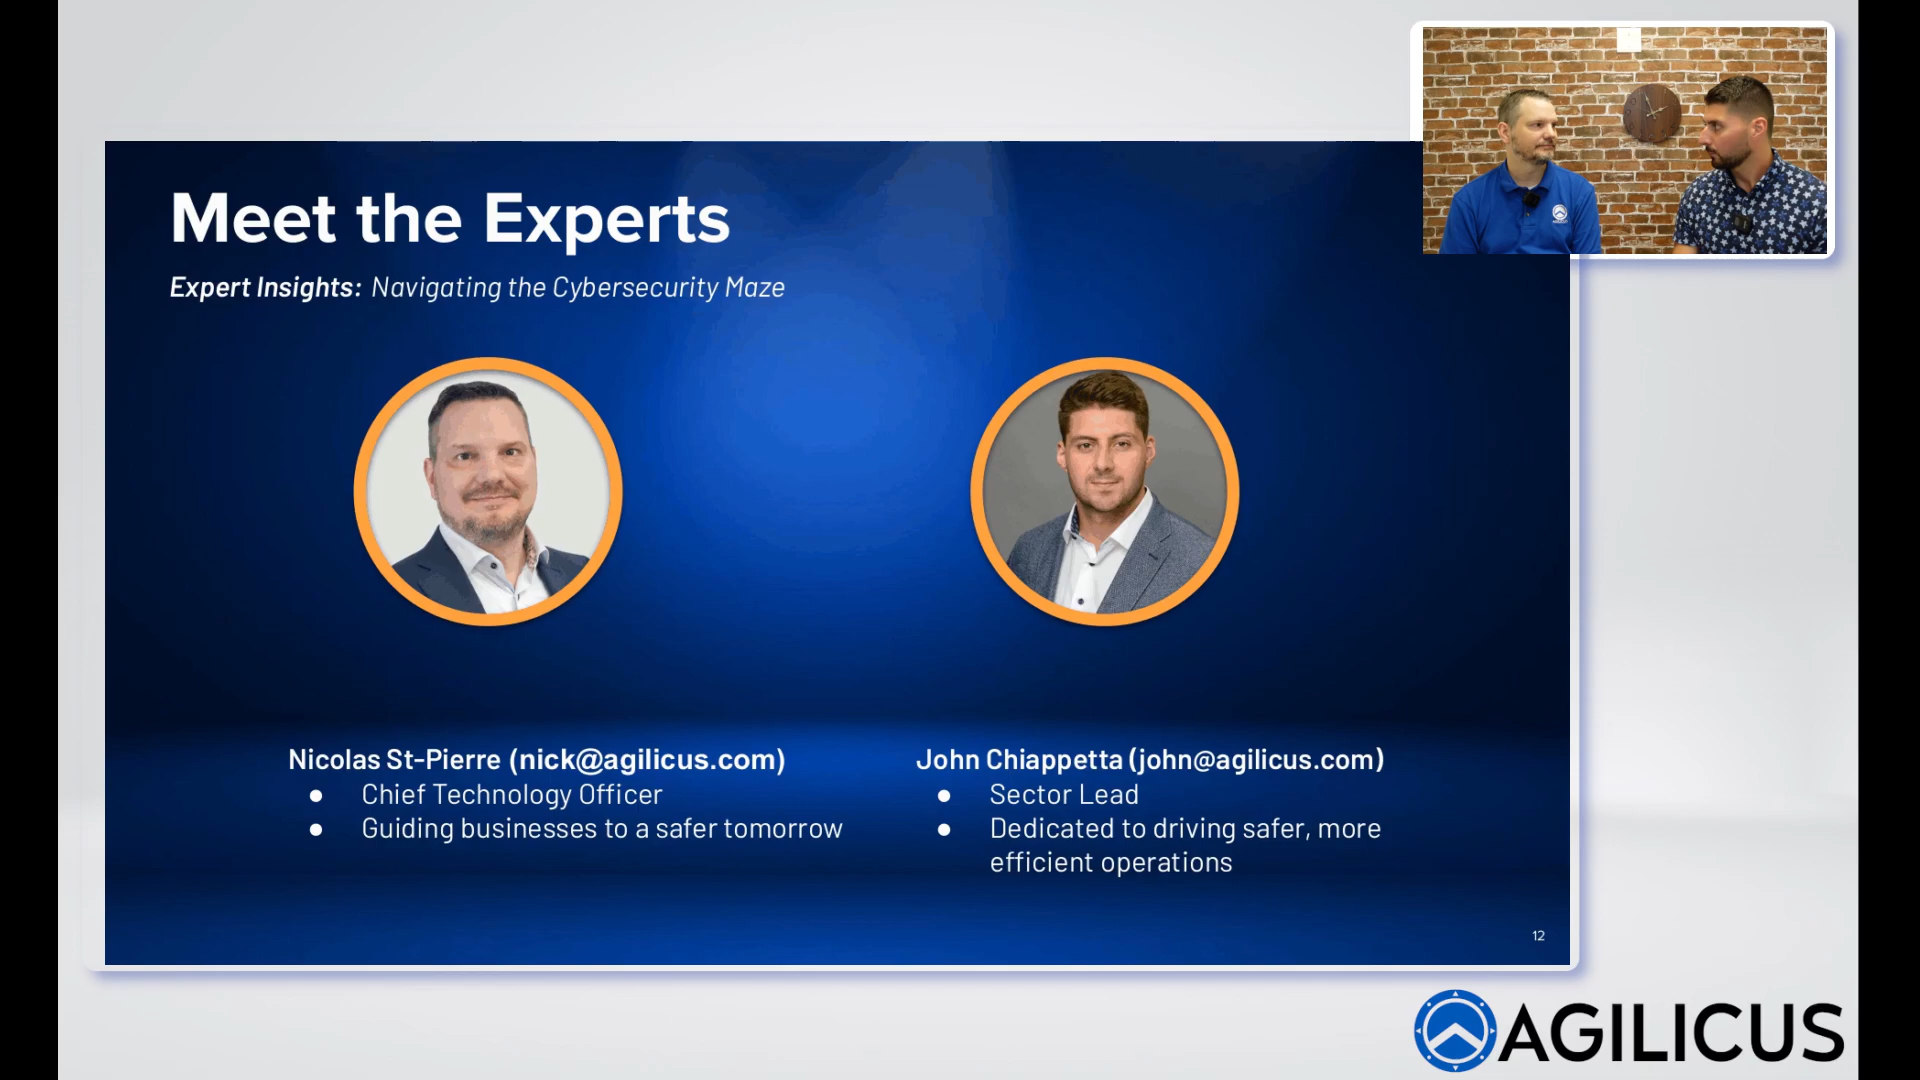 Meet the Experts
Expert Insights: Navigating the Cybersecurity Maze
Nicolas St-Pierre (nick@agilicus.com)
● Chief Technology Officer
● Guiding businesses to a safer tomorrow
John Chiappetta (john@agilicus.com)
● Sector Lead
● Dedicated to driving safer, more
efficient operations
12
AGILICUS